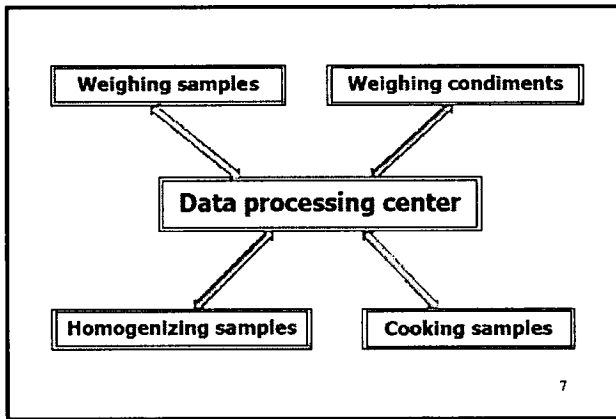 Weighing samples
Weighing condiments
Data processing center
Homogenizing samples
Cooking samples
7